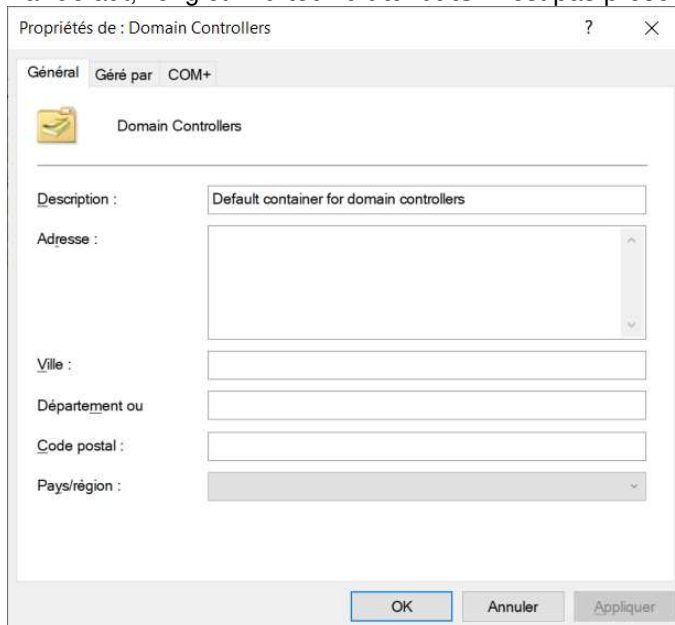 Propriétés de : Domain Controllers ? ×
Général Géré par COM+
Domain Controllers
Description : Default container for domain controllers
Adresse :
Ville :
Département ou
Code postal :
Pays/région :
OK Annuler Appliquer